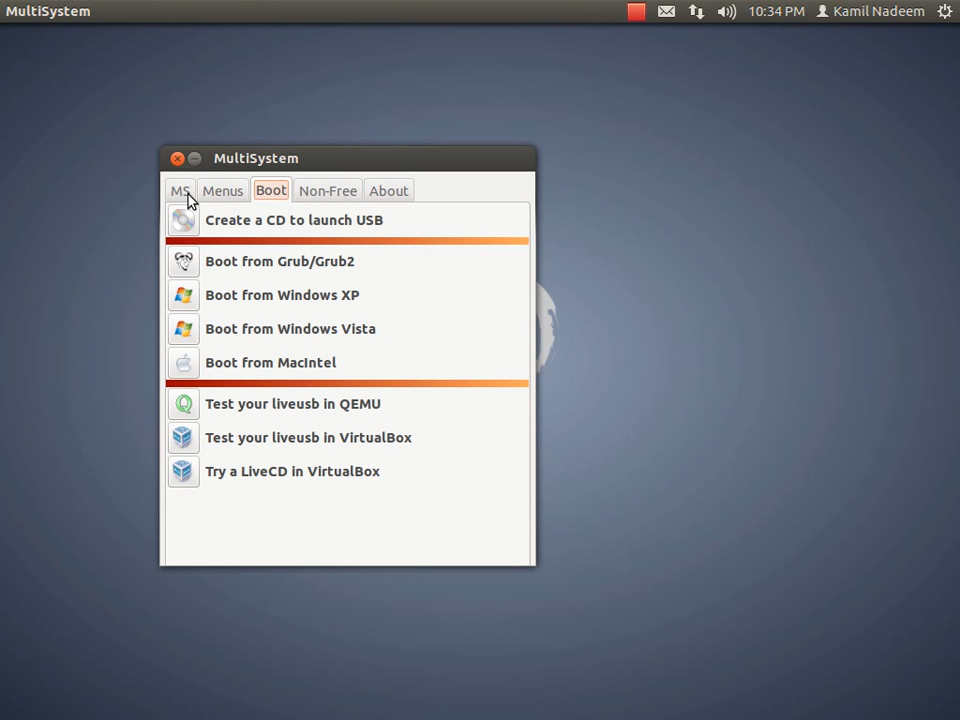 MultiSystem
10:34 PM Kamil Nadeem
MultiSystem
MS Menus Boot Non-Free About
Create a CD to launch USB
Boot from Grub/Grub2
Boot from Windows XP
Boot from Windows Vista
Boot from MacIntel
Test your liveusb in QEMU
Test your liveusb in VirtualBox
Try a LiveCD in VirtualBox